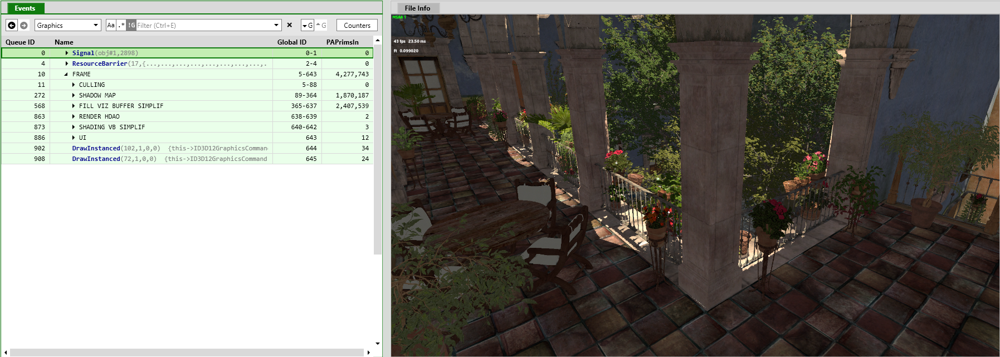 Events
File Info
Graphics Aa .* !G Filter (Ctrl+E) G G Counters
Queue ID Name Global ID PAPrimsIn
0 Signal(obj#1,2898) 0-1 0
4 ResourceBarrier(17,{...,...,...,...,...,...,...,...,. 2-4 0
10 FRAME 5-643 4,277,743
11 CULLING 5-88 0
272 SHADOW MAP 89-364 1,870,187
568 FILL VIZ BUFFER SIMPLIF 365-637 2,407,539
863 RENDER HDAO 638-639 2
873 SHADING VB SIMPLIF 640-642 3
886 UI 643 12
902 DrawInstanced(102,1,0,0) {this->ID3D12GraphicsComman 644 34
908 DrawInstanced(72,1,0,0) {this->ID3D12GraphicsCommand 645 24
MSAA 1
43 fps 23.50 ms
ft 0.099020